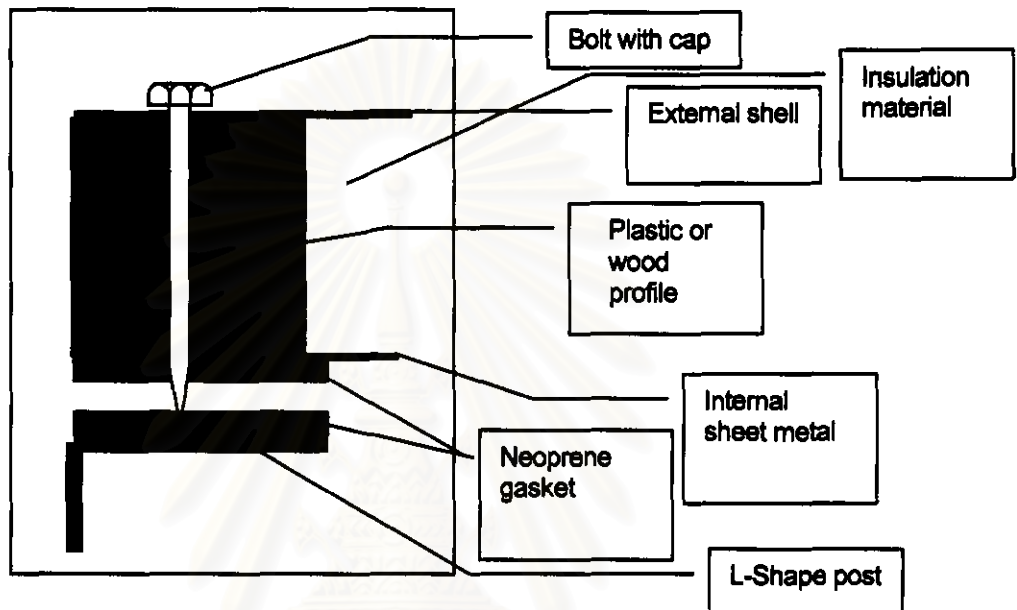 Bolt with cap
Insulation
material
External shell
Plastic or
wood
profile
Internal
sheet metal
Neoprene
gasket
L-Shape post